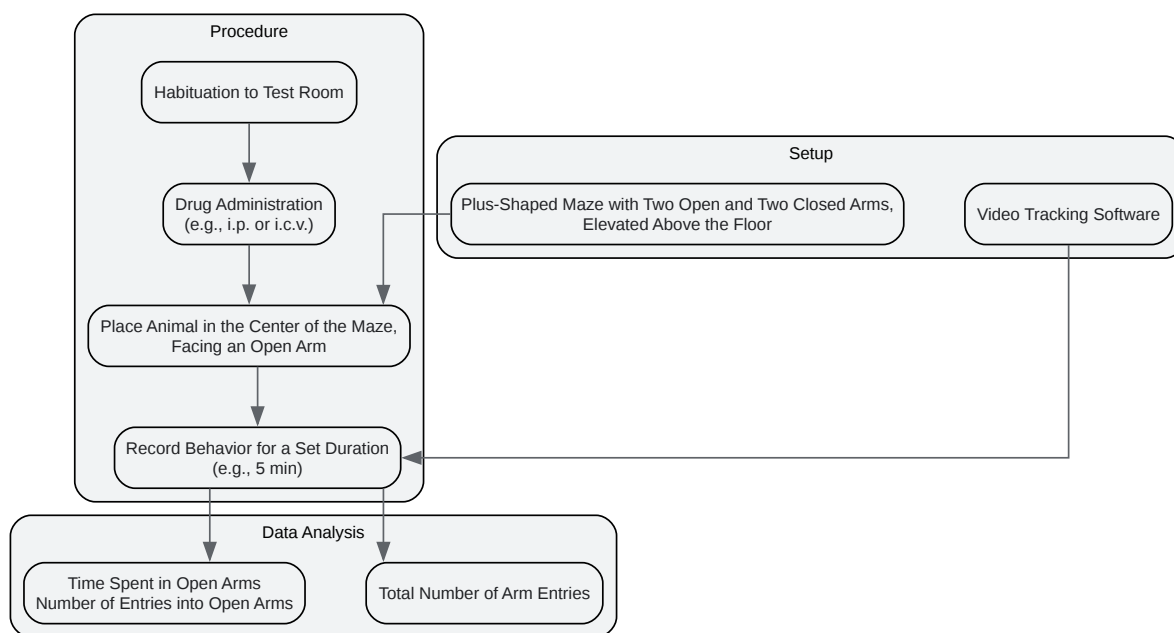 Procedure
Habituation to Test Room
Drug Administration
(e.g., i.p. or i.c.v.)
Place Animal in the Center of the Maze,
Facing an Open Arm
Record Behavior for a Set Duration
(e.g., 5 min)
Setup
Plus-Shaped Maze with Two Open and Two Closed Arms,
Elevated Above the Floor
Video Tracking Software
Data Analysis
Time Spent in Open Arms
Number of Entries into Open Arms
Total Number of Arm Entries